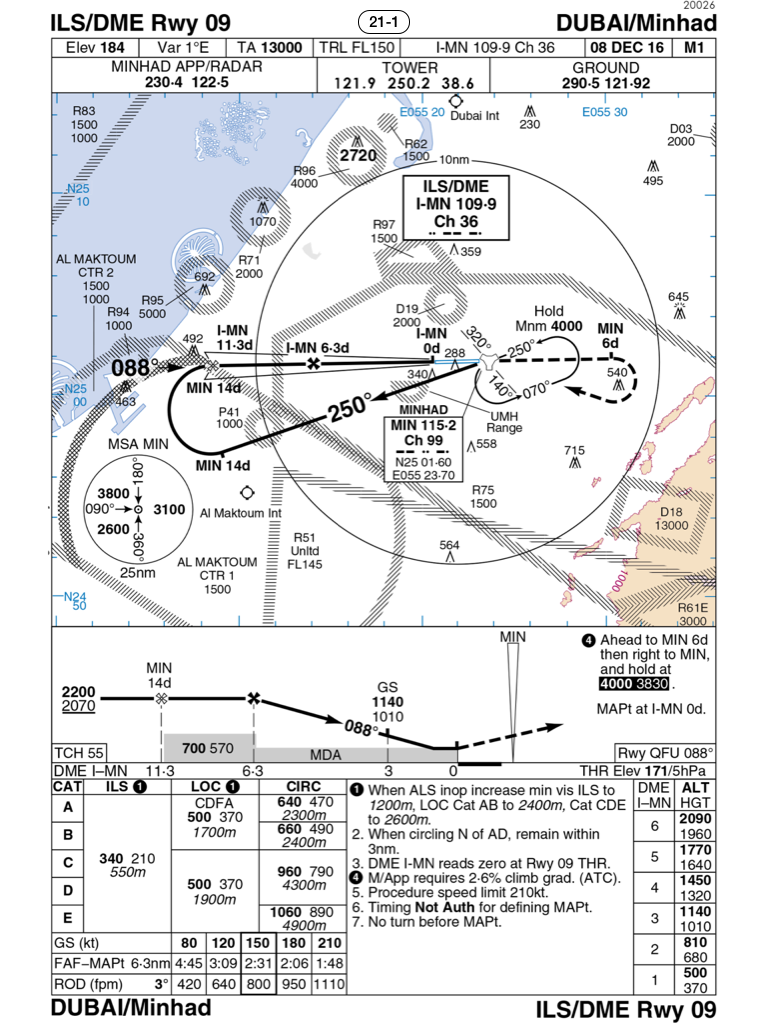 20026
ILS/DME Rwy 09
21-1
DUBAI/Minhad
Elev 184
Var 1°E
TA 13000
TRL FL150
I-MN 109·9 Ch 36
08 DEC 16
M1
MINHAD APP/RADAR
230·4 122·5
TOWER
121.9 250.2 38.6
GROUND
290·5 121·92
R83
1500
1000
E055 20
Dubai Int
230
E055 30
D03
2000
2720
R62
1500
R96
4000
10nm
495
N25
10
ILS/DME
I-MN 109·9
Ch 36
1070
R97
1500
359
R71
2000
AL MAKTOUM
CTR 2
1500
1000
692
R95
5000
R94
1000
D19
2000
645
Hold
Mnm 4000
I-MN
11·3d
492
I-MN 6·3d
I-MN
0d
288
320°
250°
MIN
6d
088°
340
540
MIN 14d
463
N25
00
140°
070°
P41
1000
250°
MINHAD
MIN 115·2
Ch 99
N25 01·60
E055 23·70
UMH
Range
558
MSA MIN
MIN 14d
715
180°
3800
090°
3100
2600
360°
25nm
Al Maktoum Int
R75
1500
D18
13000
R51
Unltd
FL145
564
AL MAKTOUM
CTR 1
1500
1000
N24
50
R61E
3000
MIN
4 Ahead to MIN 6d
then right to MIN,
and hold at
4000 3830 .
MAPt at I-MN 0d.
MIN
14d
2200
2070
GS
1140
1010
088°
700 570
MDA
TCH 55
Rwy QFU 088°
DME I–MN 11·3 6·3 3 0 THR Elev 171/5hPa
CAT ILS 1 LOC 1 CIRC
A
B
C
D
E
340 210
550m
CDFA
500 370
1700m
500 370
1900m
640 470
2300m
660 490
2400m
960 790
4300m
1060 890
4900m
1 When ALS inop increase min vis ILS to
1200m, LOC Cat AB to 2400m, Cat CDE
to 2600m.
2. When circling N of AD, remain within
3nm.
3. DME I-MN reads zero at Rwy 09 THR.
4 M/App requires 2·6% climb grad. (ATC).
5. Procedure speed limit 210kt.
6. Timing Not Auth for defining MAPt.
7. No turn before MAPt.
DME
I–MN
ALT
HGT
6 2090
1960
5 1770
1640
4 1450
1320
3 1140
1010
2 810
680
1 500
370
GS (kt) 80 120 150 180 210
FAF–MAPt 6·3nm 4:45 3:09 2:31 2:06 1:48
ROD (fpm) 3° 420 640 800 950 1110
DUBAI/Minhad
ILS/DME Rwy 09